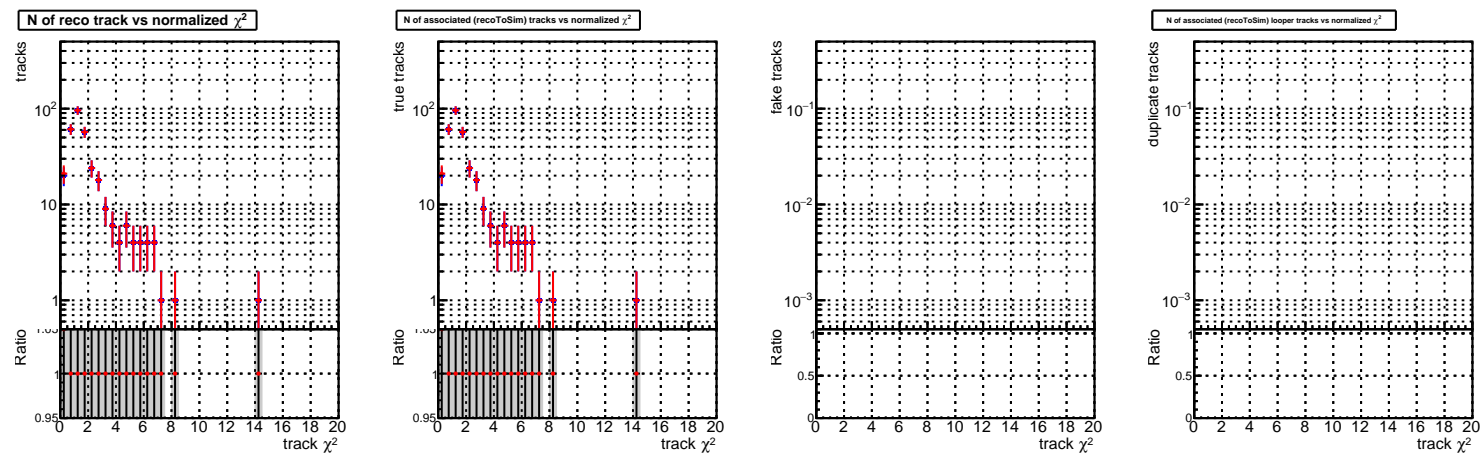 N of reco track vs normalized χ²
N of associated (recoToSim) tracks vs normalized χ²
N of associated (recoToSim) looper tracks vs normalized χ²
tracks
10²
10
1
Ratio
1.05
1
0.95
0 2 4 6 8 10 12 14 16 18 20
track χ²
true tracks
10²
10
1
Ratio
1
0.95
0 2 4 6 8 10 12 14 16 18 20
track χ²
fake tracks
10⁻¹
10⁻²
10⁻³
Ratio
1
0.5
0
0 2 4 6 8 10 12 14 16 18 20
track χ²
duplicate tracks
10⁻¹
10⁻²
10⁻³
Ratio
1
0.5
0
0 2 4 6 8 10 12 14 16 18 20
track χ²